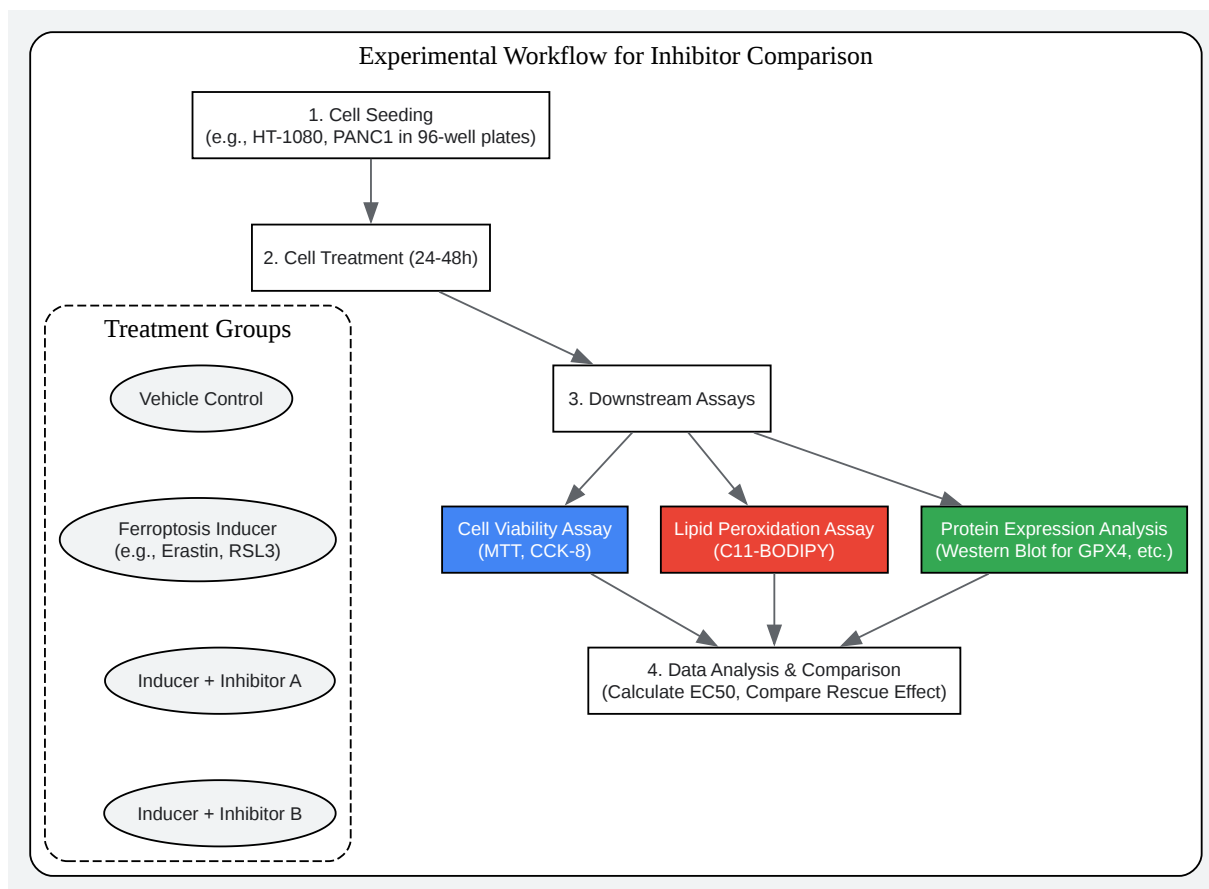 Experimental Workflow for Inhibitor Comparison
1. Cell Seeding
(e.g., HT-1080, PANC1 in 96-well plates)
2. Cell Treatment (24-48h)
Treatment Groups
Vehicle Control
Ferroptosis Inducer
(e.g., Erastin, RSL3)
Inducer + Inhibitor A
Inducer + Inhibitor B
3. Downstream Assays
Cell Viability Assay
(MTT, CCK-8)
Lipid Peroxidation Assay
(C11-BODIPY)
Protein Expression Analysis
(Western Blot for GPX4, etc.)
4. Data Analysis & Comparison
(Calculate EC50, Compare Rescue Effect)